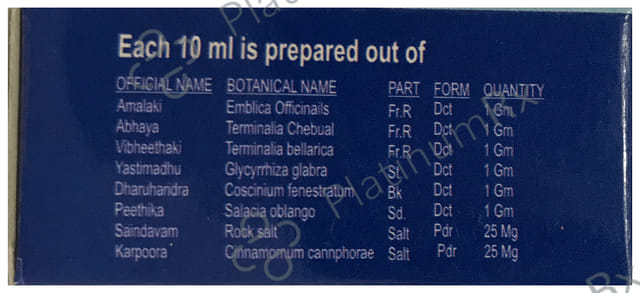 Each 10 ml is prepared out of
OFFICIAL NAME BOTANICAL NAME PART FORM QUANTITY
Amalaki Emblica Officinails Fr.R Dct 1 Gm
Abhaya Terminalia Chebual Fr.R Dct 1 Gm
Vibheethaki Terminalia bellarica Fr.R Dct 1 Gm
Yastimadhu Glycyrrhiza glabra St Dct 1 Gm
Dharuharidra Coscinium fenestratum Bk Dct 1 Gm
Peethika Salacia oblango Sd. Dct 1 Gm
Saindavam Rock salt Salt Pdr 25 Mg
Karpoora Cinnamomum cannphorae Salt Pdr 25 Mg
PlatinumRx